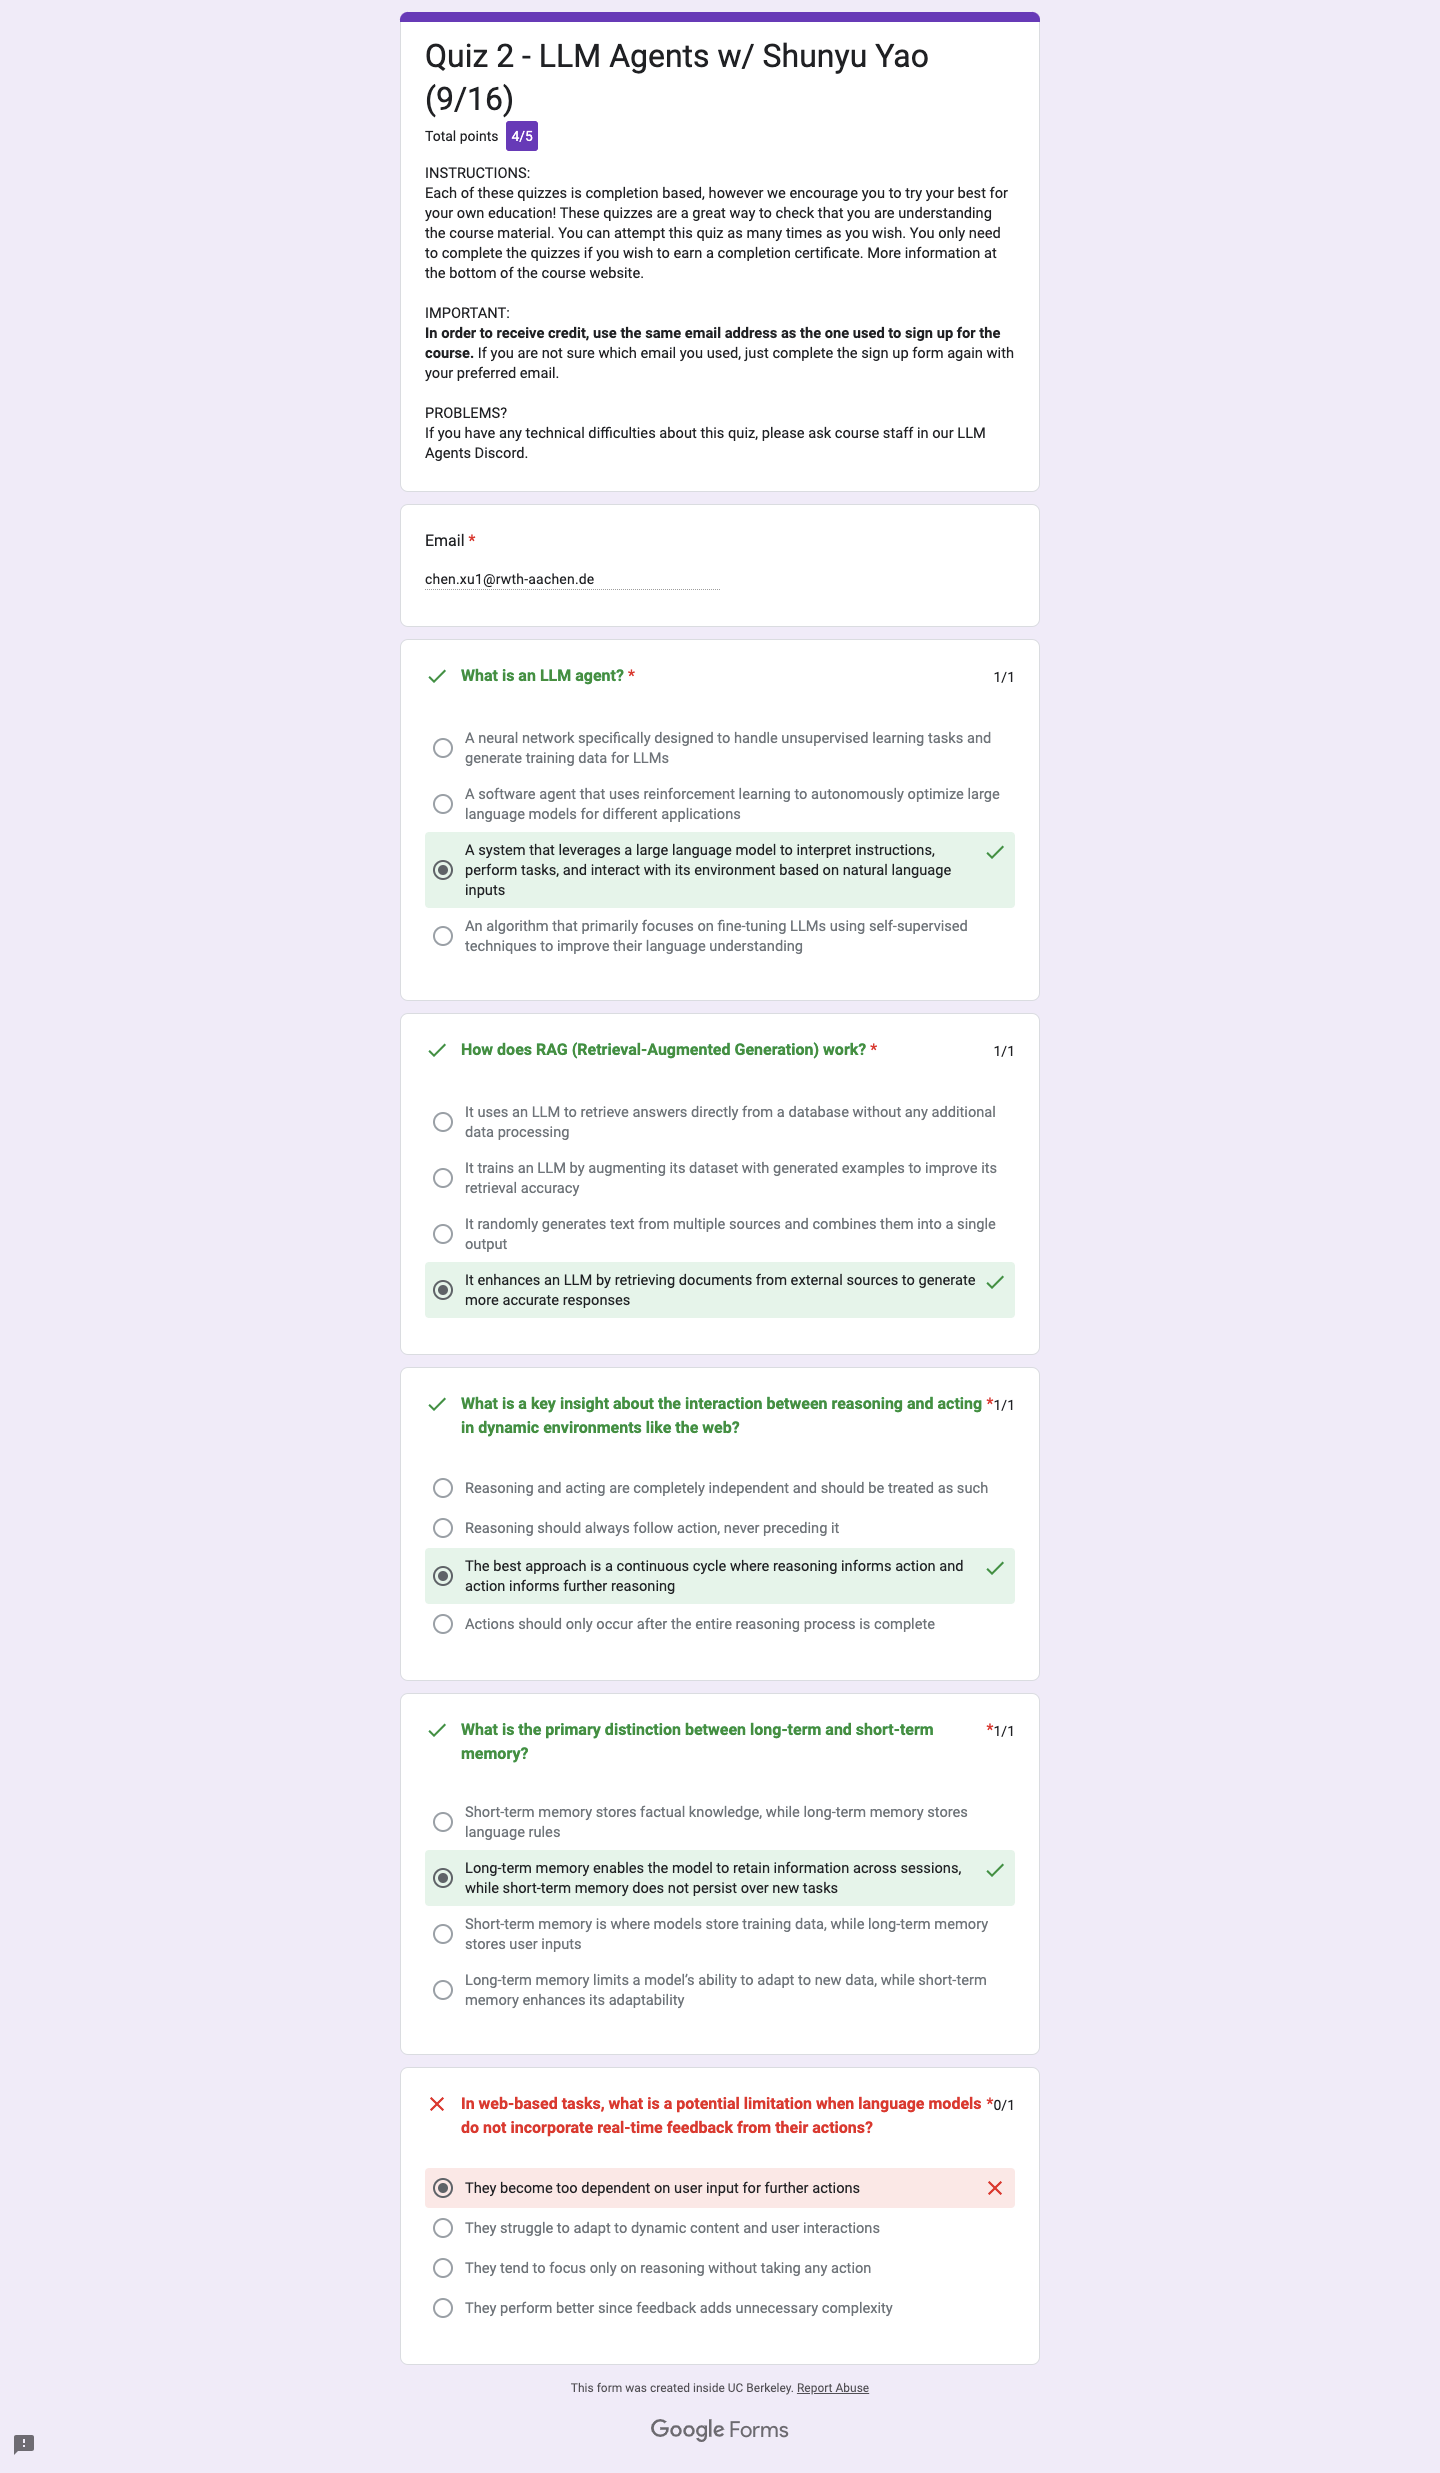 Quiz 2 - LLM Agents w/ Shunyu Yao
(9/16)
Total points 4/5
INSTRUCTIONS:
Each of these quizzes is completion based, however we encourage you to try your best for
your own education! These quizzes are a great way to check that you are understanding
the course material. You can attempt this quiz as many times as you wish. You only need
to complete the quizzes if you wish to earn a completion certificate. More information at
the bottom of the course website.
IMPORTANT:
In order to receive credit, use the same email address as the one used to sign up for the
course. If you are not sure which email you used, just complete the sign up form again with
your preferred email.
PROBLEMS?
If you have any technical difficulties about this quiz, please ask course staff in our LLM
Agents Discord.
Email *
chen.xu1@rwth-aachen.de
What is an LLM agent? * 1/1
A neural network specifically designed to handle unsupervised learning tasks and
generate training data for LLMs
A software agent that uses reinforcement learning to autonomously optimize large
language models for different applications
A system that leverages a large language model to interpret instructions,
perform tasks, and interact with its environment based on natural language
inputs
An algorithm that primarily focuses on fine-tuning LLMs using self-supervised
techniques to improve their language understanding
How does RAG (Retrieval-Augmented Generation) work? * 1/1
It uses an LLM to retrieve answers directly from a database without any additional
data processing
It trains an LLM by augmenting its dataset with generated examples to improve its
retrieval accuracy
It randomly generates text from multiple sources and combines them into a single
output
It enhances an LLM by retrieving documents from external sources to generate
more accurate responses
What is a key insight about the interaction between reasoning and acting *1/1
in dynamic environments like the web?
Reasoning and acting are completely independent and should be treated as such
Reasoning should always follow action, never preceding it
The best approach is a continuous cycle where reasoning informs action and
action informs further reasoning
Actions should only occur after the entire reasoning process is complete
What is the primary distinction between long-term and short-term *1/1
memory?
Short-term memory stores factual knowledge, while long-term memory stores
language rules
Long-term memory enables the model to retain information across sessions,
while short-term memory does not persist over new tasks
Short-term memory is where models store training data, while long-term memory
stores user inputs
Long-term memory limits a model's ability to adapt to new data, while short-term
memory enhances its adaptability
In web-based tasks, what is a potential limitation when language models *0/1
do not incorporate real-time feedback from their actions?
They become too dependent on user input for further actions
They struggle to adapt to dynamic content and user interactions
They tend to focus only on reasoning without taking any action
They perform better since feedback adds unnecessary complexity
This form was created inside UC Berkeley. Report Abuse
Google Forms